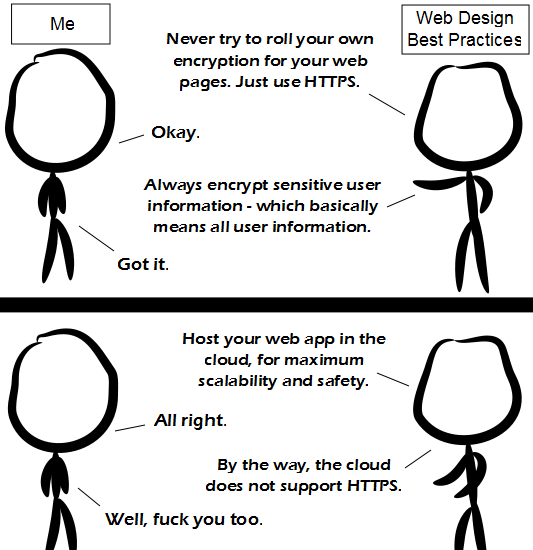 Me
Web Design
Best Practices
Never try to roll your own
encryption for your web
pages. Just use HTTPS.
Okay.
Always encrypt sensitive user
information - which basically
means all user information.
Got it.
Host your web app in the
cloud, for maximum
scalability and safety.
All right.
By the way, the cloud
does not support HTTPS.
Well, fuck you too.